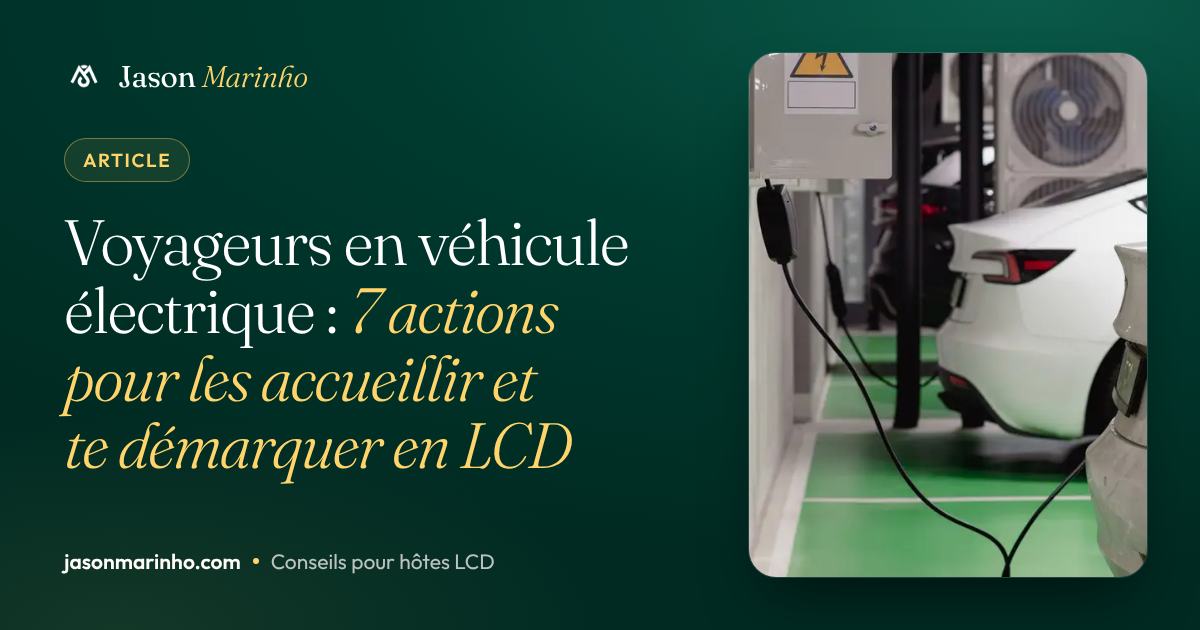 Jason Marinho
ARTICLE
Voyageurs en véhicule
électrique : 7 actions
pour les accueillir et
te démarquer en LCD
jasonmarinho.com • Conseils pour hôtes LCD